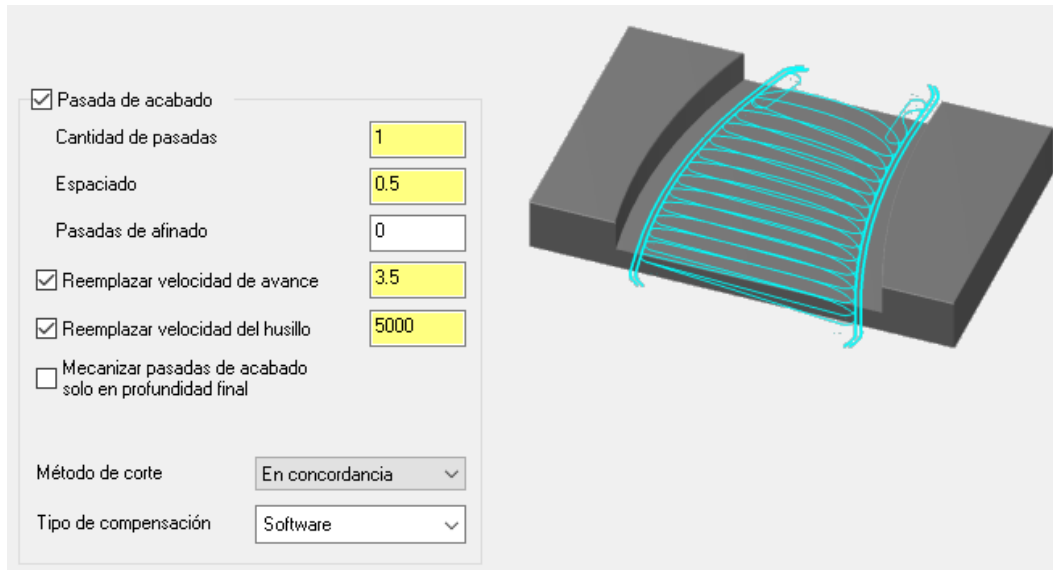 Pasada de acabado
Cantidad de pasadas 1
Espaciado 0.5
Pasadas de afinado 0
Reemplazar velocidad de avance 3.5
Reemplazar velocidad del husillo 5000
Mecanizar pasadas de acabado
solo en profundidad final
Método de corte En concordancia
Tipo de compensación Software